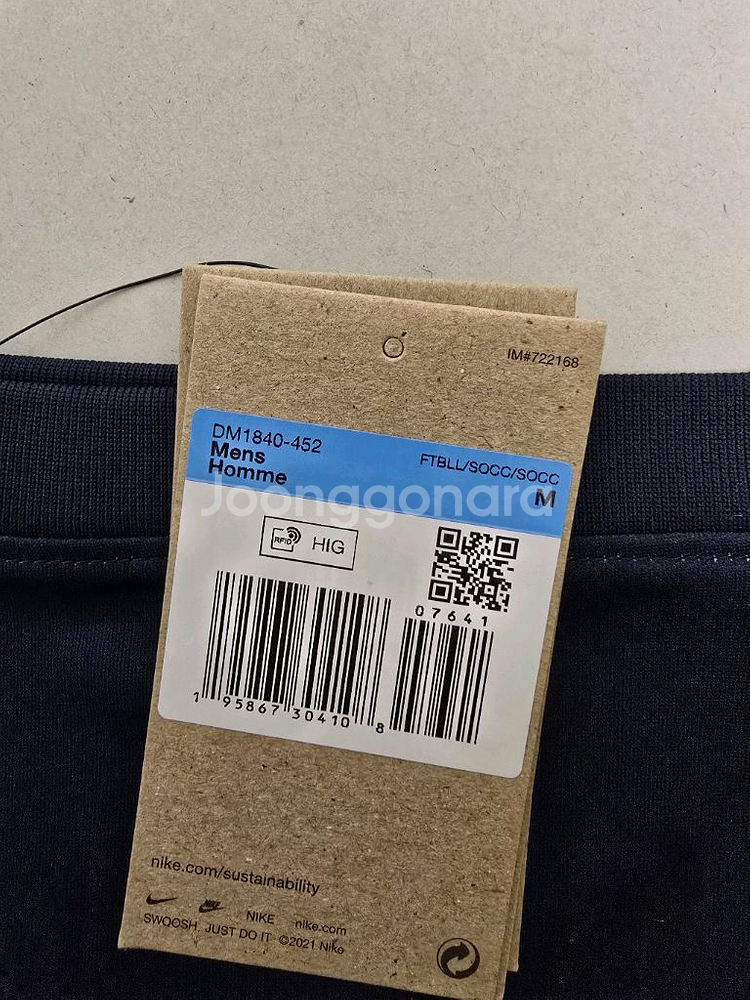 IM#722168
DM1840-452
Mens
Homme
FTBLL/SOCC/SOCC
M
Joonggonara
RFID
HIG
07641
1 95867 30410 8
nike.com/sustainability
NIKE nike.com
SWOOSH, JUST DO IT ©2021 Nike